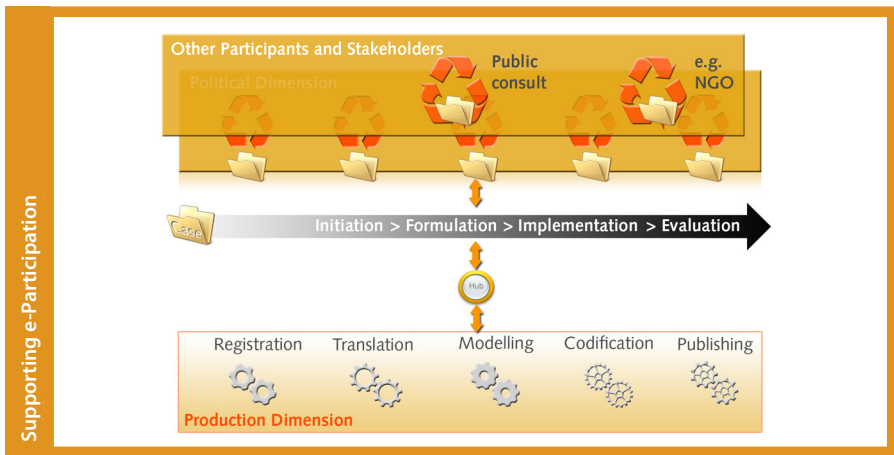 Supporting e-Participation
Other Participants and Stakeholders
Political Dimension
Public
consult
e.g.
NGO
Case
Initiation > Formulation > Implementation > Evaluation
Hub
Registration
Translation
Modelling
Codification
Publishing
Production Dimension